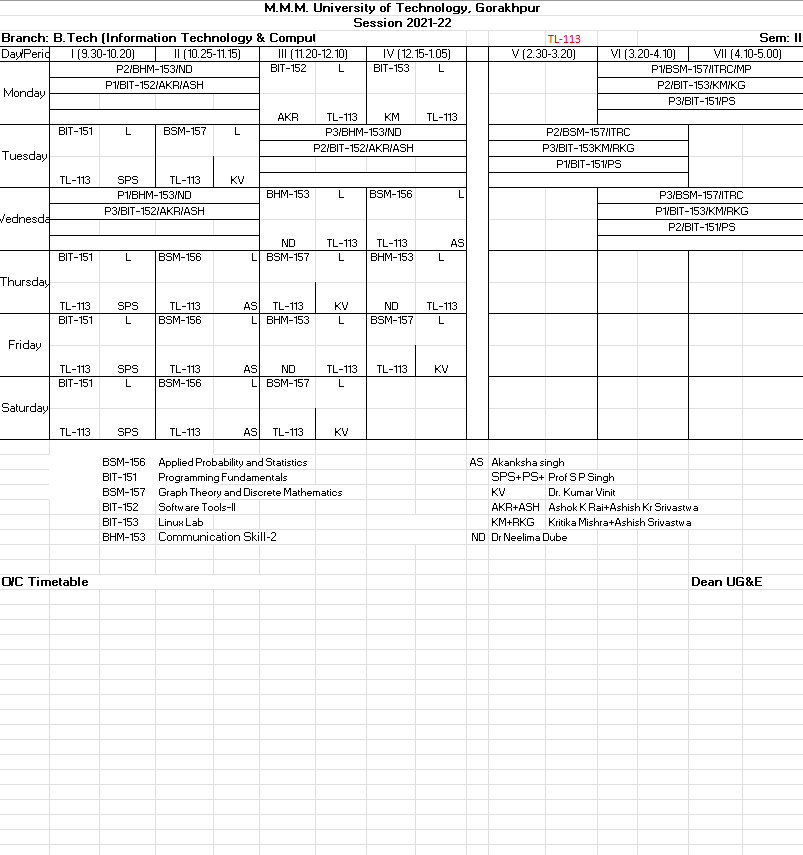 M.M.M. University of Technology, Gorakhpur
Session 2021-22
Branch: B.Tech (Information Technology & Comput TL-113 Sem: II
Day/Peric I (9.30-10.20) II (10.25-11.15) III (11.20-12.10) IV (12.15-1.05) V (2.30-3.20) VI (3.20-4.10) VII (4.10-5.00)
P2/BHM-153/ND BIT-152 L BIT-153 L P1/BSM-157/ITRC/MP
Monday P1/BIT-152/AKR/ASH P2/BIT-153/KM/KG
P3/BIT-151/PS
AKR TL-113 KM TL-113
BIT-151 L BSM-157 L P3/BHM-153/ND P2/BSM-157/ITRC
Tuesday P2/BIT-152/AKR/ASH P3/BIT-153KM/RKG
P1/BIT-151/PS
TL-113 SPS TL-113 KV
P1/BHM-153/ND BHM-153 L BSM-156 L P3/BSM-157/ITRC
Vednesda P3/BIT-152/AKR/ASH P1/BIT-153/KM/RKG
P2/BIT-151/PS
ND TL-113 TL-113 AS
BIT-151 L BSM-156 L BSM-157 L BHM-153 L
Thursday
TL-113 SPS TL-113 AS TL-113 KV ND TL-113
BIT-151 L BSM-156 L BHM-153 L BSM-157 L
Friday
TL-113 SPS TL-113 AS ND TL-113 TL-113 KV
BIT-151 L BSM-156 L BSM-157 L
Saturday
TL-113 SPS TL-113 AS TL-113 KV
BSM-156 Applied Probability and Statistics AS Akanksha singh
BIT-151 Programming Fundamentals SPS+PS+ Prof S P Singh
BSM-157 Graph Theory and Discrete Mathematics KV Dr. Kumar Vinit
BIT-152 Software Tools-II AKR+ASH Ashok K Rai+Ashish Kr Srivastwa
BIT-153 Linux Lab KM+RKG Kritika Mishra+Ashish Srivastwa
BHM-153 Communication Skill-2 ND Dr Neelima Dube
O/C Timetable Dean UG&E